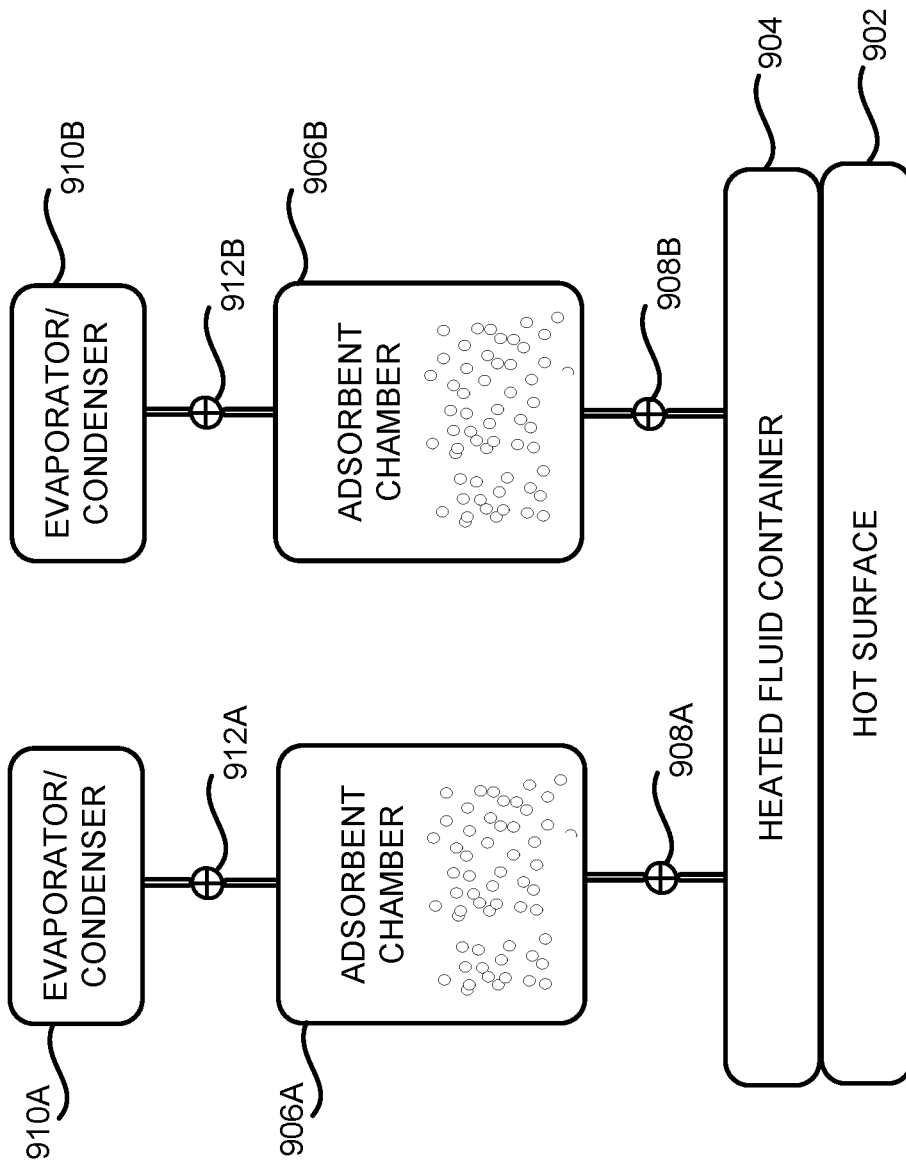 910A
EVAPORATOR/
CONDENSER
EVAPORATOR/
CONDENSER
910B
912A
912B
906A
ADSORBENT
CHAMBER
ADSORBENT
CHAMBER
906B
908A
908B
HEATED FLUID CONTAINER
904
HOT SURFACE
902